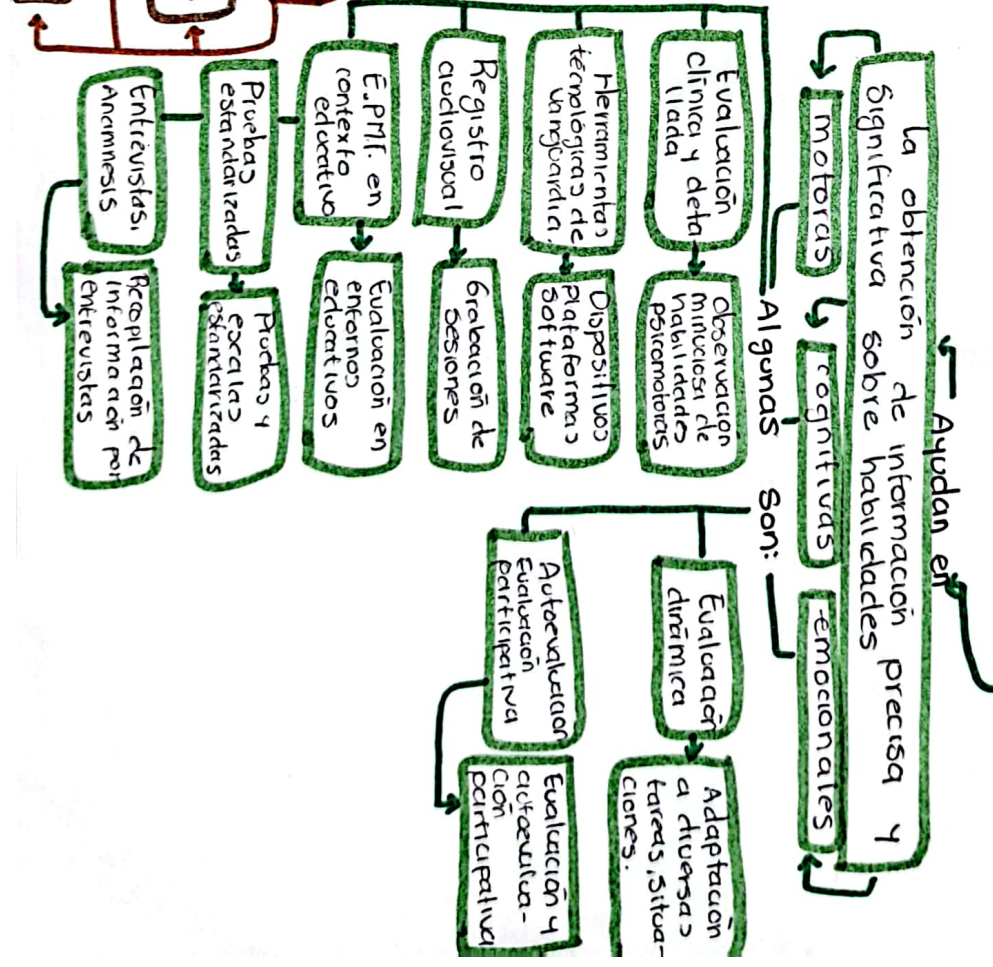 Ayudan en
La obtención de información precisa y
significativa sobre habilidades
motoras
cognitivas
emocionales
Algunas son:
Evaluación
clínica y deta
llada
Observación
minuciosa de
habilidades
psicomotoras
Herramientas
técnológicas de
vanguardia.
Dispositivos
Plataformas
software
Registro
audiovisual
Grabación de
sesiones
E.PMT. en
contexto
educativo
Evaluación en
entornos
educativos
Pruebas
estandarizadas
Pruebas y
escalas
estandarizadas
Entrevistas.
Anamnesis
Recopilación de
información por
entrevistas
Evaluación
dinámica
Adaptación
a diversas
tareas, situa-
ciones.
Autoevaluación
Evaluación
participativa
Evaluación y
autoevalua-
ción
participativa